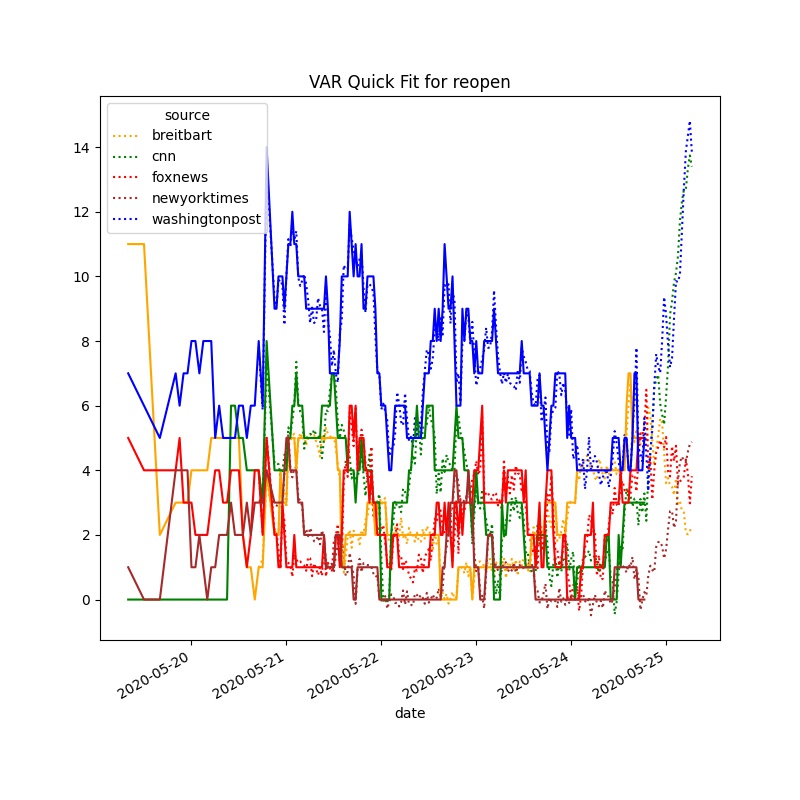 VAR Quick Fit for reopen
source
breitbart
cnn
foxnews
newyorktimes
washingtonpost
14
12
10
8
6
4
2
0
2020-05-20
2020-05-21
2020-05-22
2020-05-23
2020-05-24
2020-05-25
date